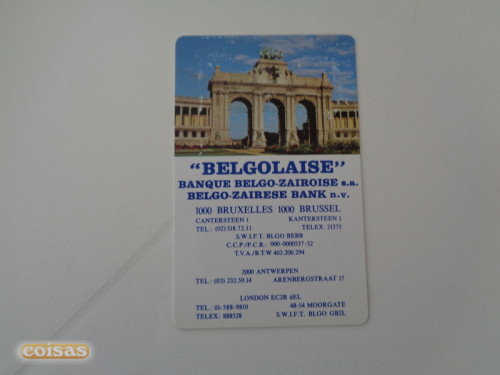 "BELGOLAISE"
BANQUE BELGO-ZAIROISE s.a.
BELGO-ZAIRESE BANK n.v.
1000 BRUXELLES 1000 BRUSSEL
CANTERSTEEN 1 KANTERSTEEN 1
TEL.: (02) 518.72.11 TELEX: 21375
S.W.I.F.T. BLGO BEBB
C.C.P./P.C.R.: 000-0000537-52
T.V.A./B.T.W 403.200.294
2000 ANTWERPEN
TEL.: (03) 232.59.14 ARENBERGSTRAAT 17
LONDON EC2R 6EL
TEL.: 01-588-9801 48-54 MOORGATE
TELEX: 888528 S.W.I.F.T. BLGO GB2L
coisas